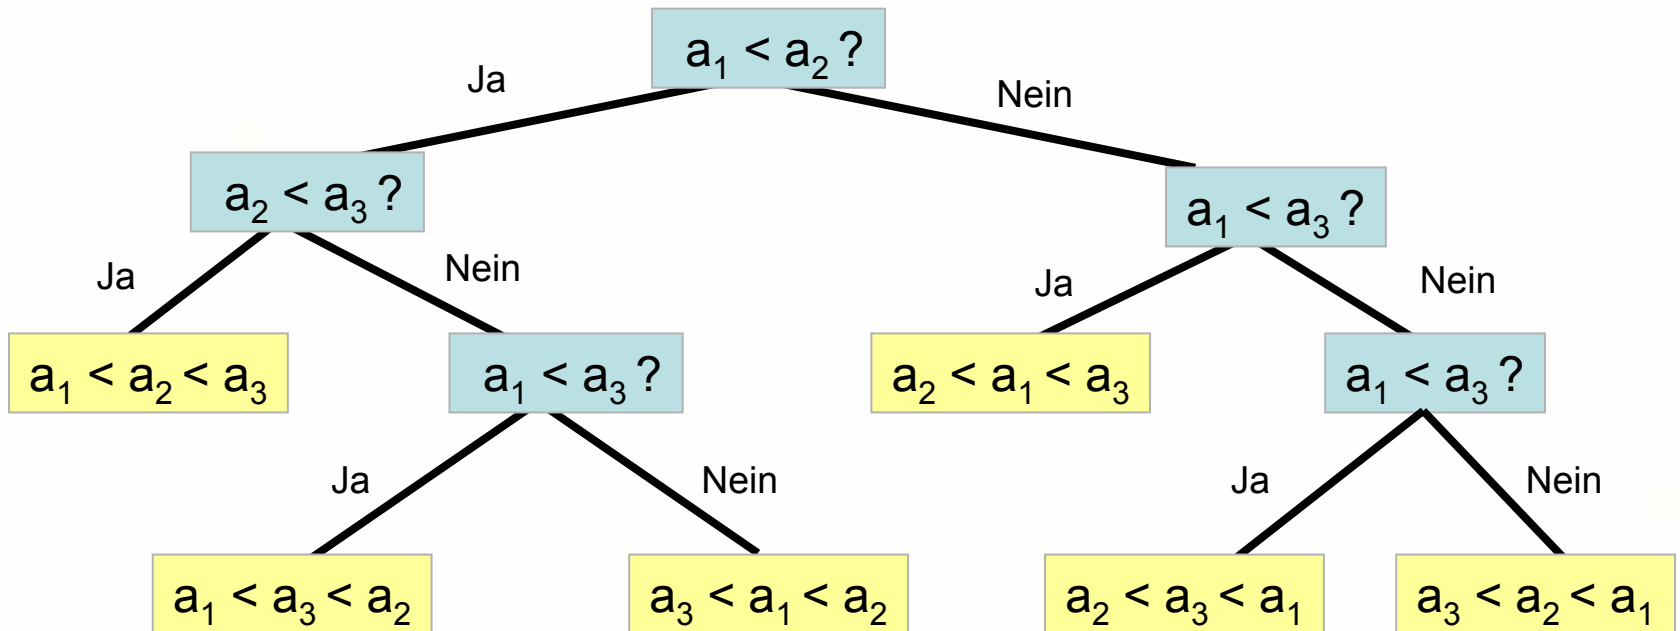 a₁ < a₂ ?
Ja
Nein
a₂ < a₃ ?
a₁ < a₃ ?
Ja
Nein
Ja
Nein
a₁ < a₂ < a₃
a₁ < a₃ ?
a₂ < a₁ < a₃
a₁ < a₃ ?
Ja
Nein
Ja
Nein
a₁ < a₃ < a₂
a₃ < a₁ < a₂
a₂ < a₃ < a₁
a₃ < a₂ < a₁